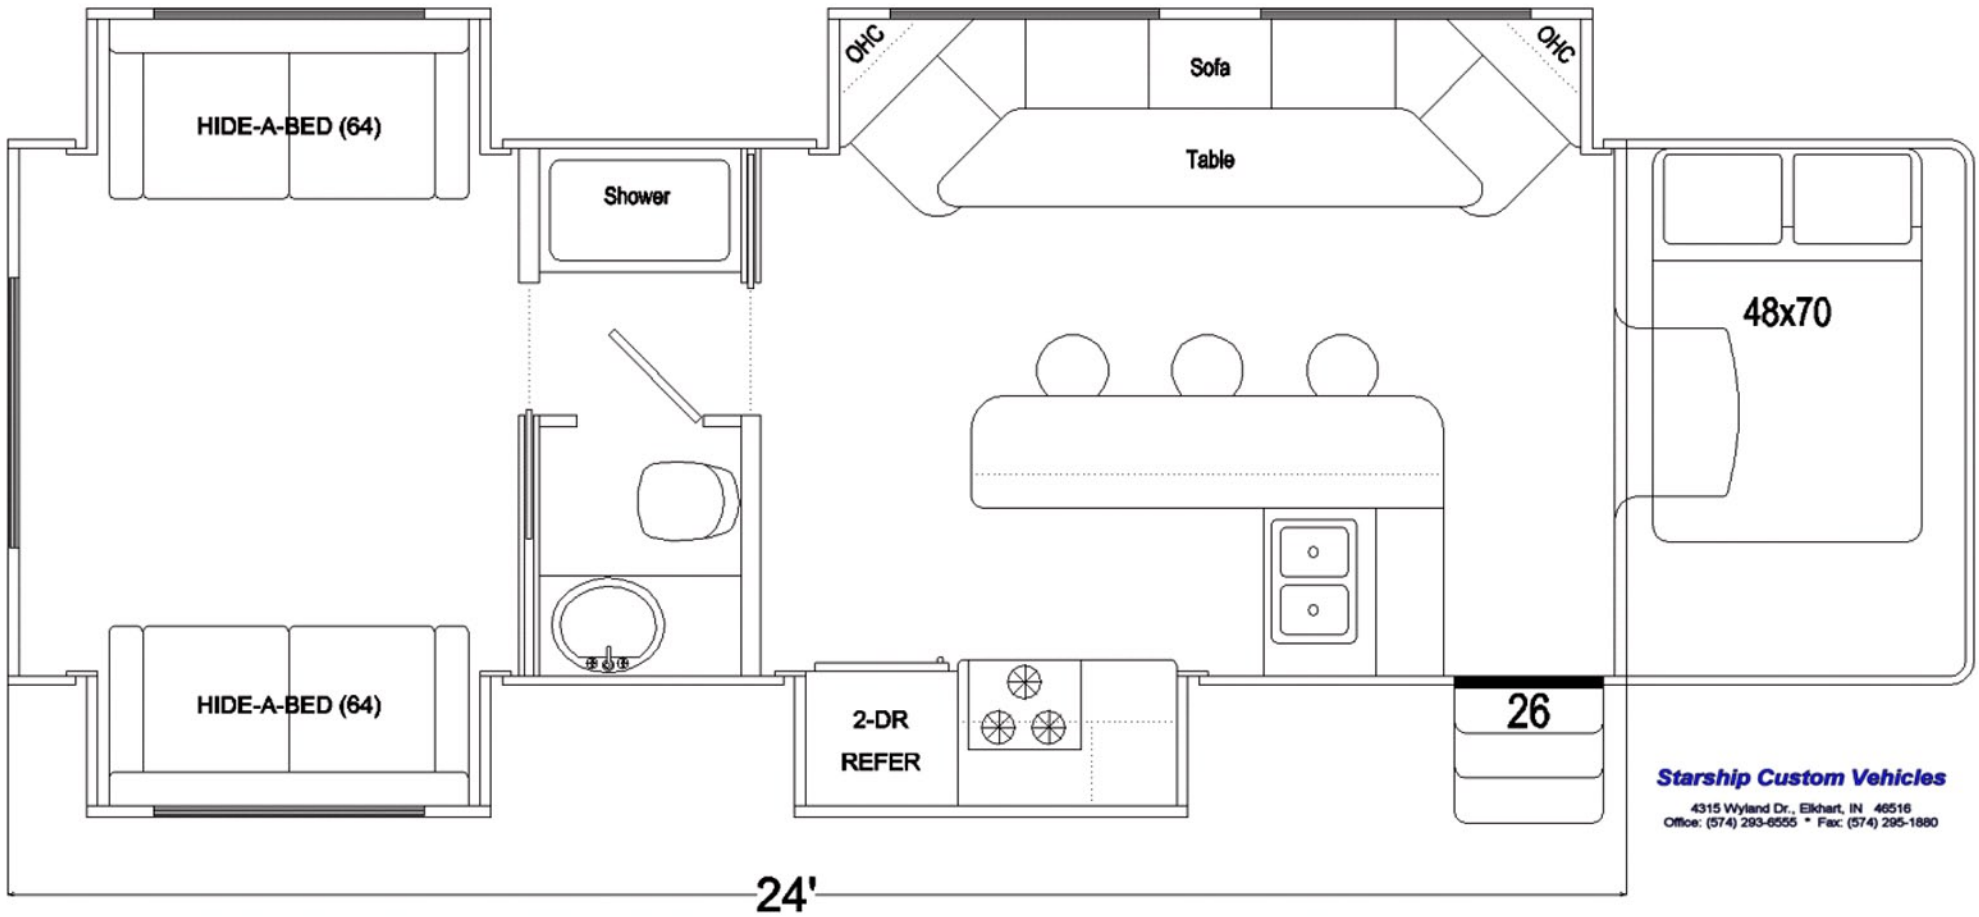 OHC
OHC
Sofa
HIDE-A-BED (64)
Table
Shower
48x70
HIDE-A-BED (64)
2-DR
REFER
26
Starship Custom Vehicles
4315 Wyland Dr., Elkhart, IN 46516
Office: (574) 293-6555 * Fax: (574) 295-1880
24'